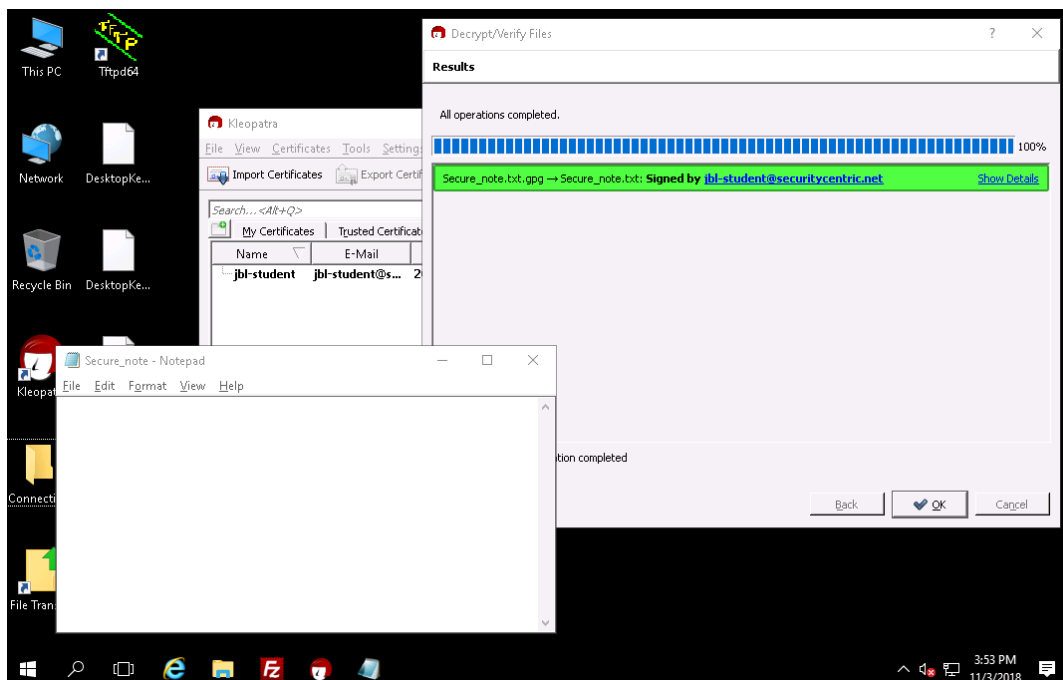 This PC
Tftpd64
Network
DesktopKe...
Recycle Bin
DesktopKe...
Kleopat
Connecti
File Tran
Kleopatra
File View Certificates Tools Setting
Import Certificates Export Certif
Search...<Alt+Q>
My Certificates Trusted Certificat
Name E-Mail
jbl-student jbl-student@s... 2
Decrypt/Verify Files
Results
All operations completed.
100%
Secure_note.txt.gpg → Secure_note.txt: Signed by jbl-student@securitycentric.net Show Details
tion completed
Back OK Cancel
Secure_note - Notepad
File Edit Format View Help
3:53 PM
11/3/2018